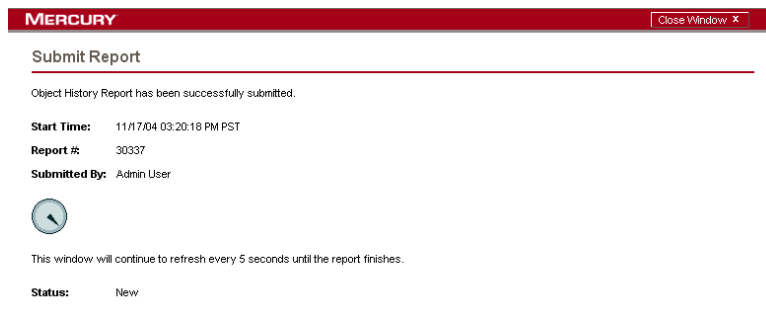 MERCURY
Close Window x
Submit Report
Object History Report has been successfully submitted.
Start Time: 11/17/04 03:20:18 PM PST
Report #: 30337
Submitted By: Admin User
This window will continue to refresh every 5 seconds until the report finishes.
Status: New